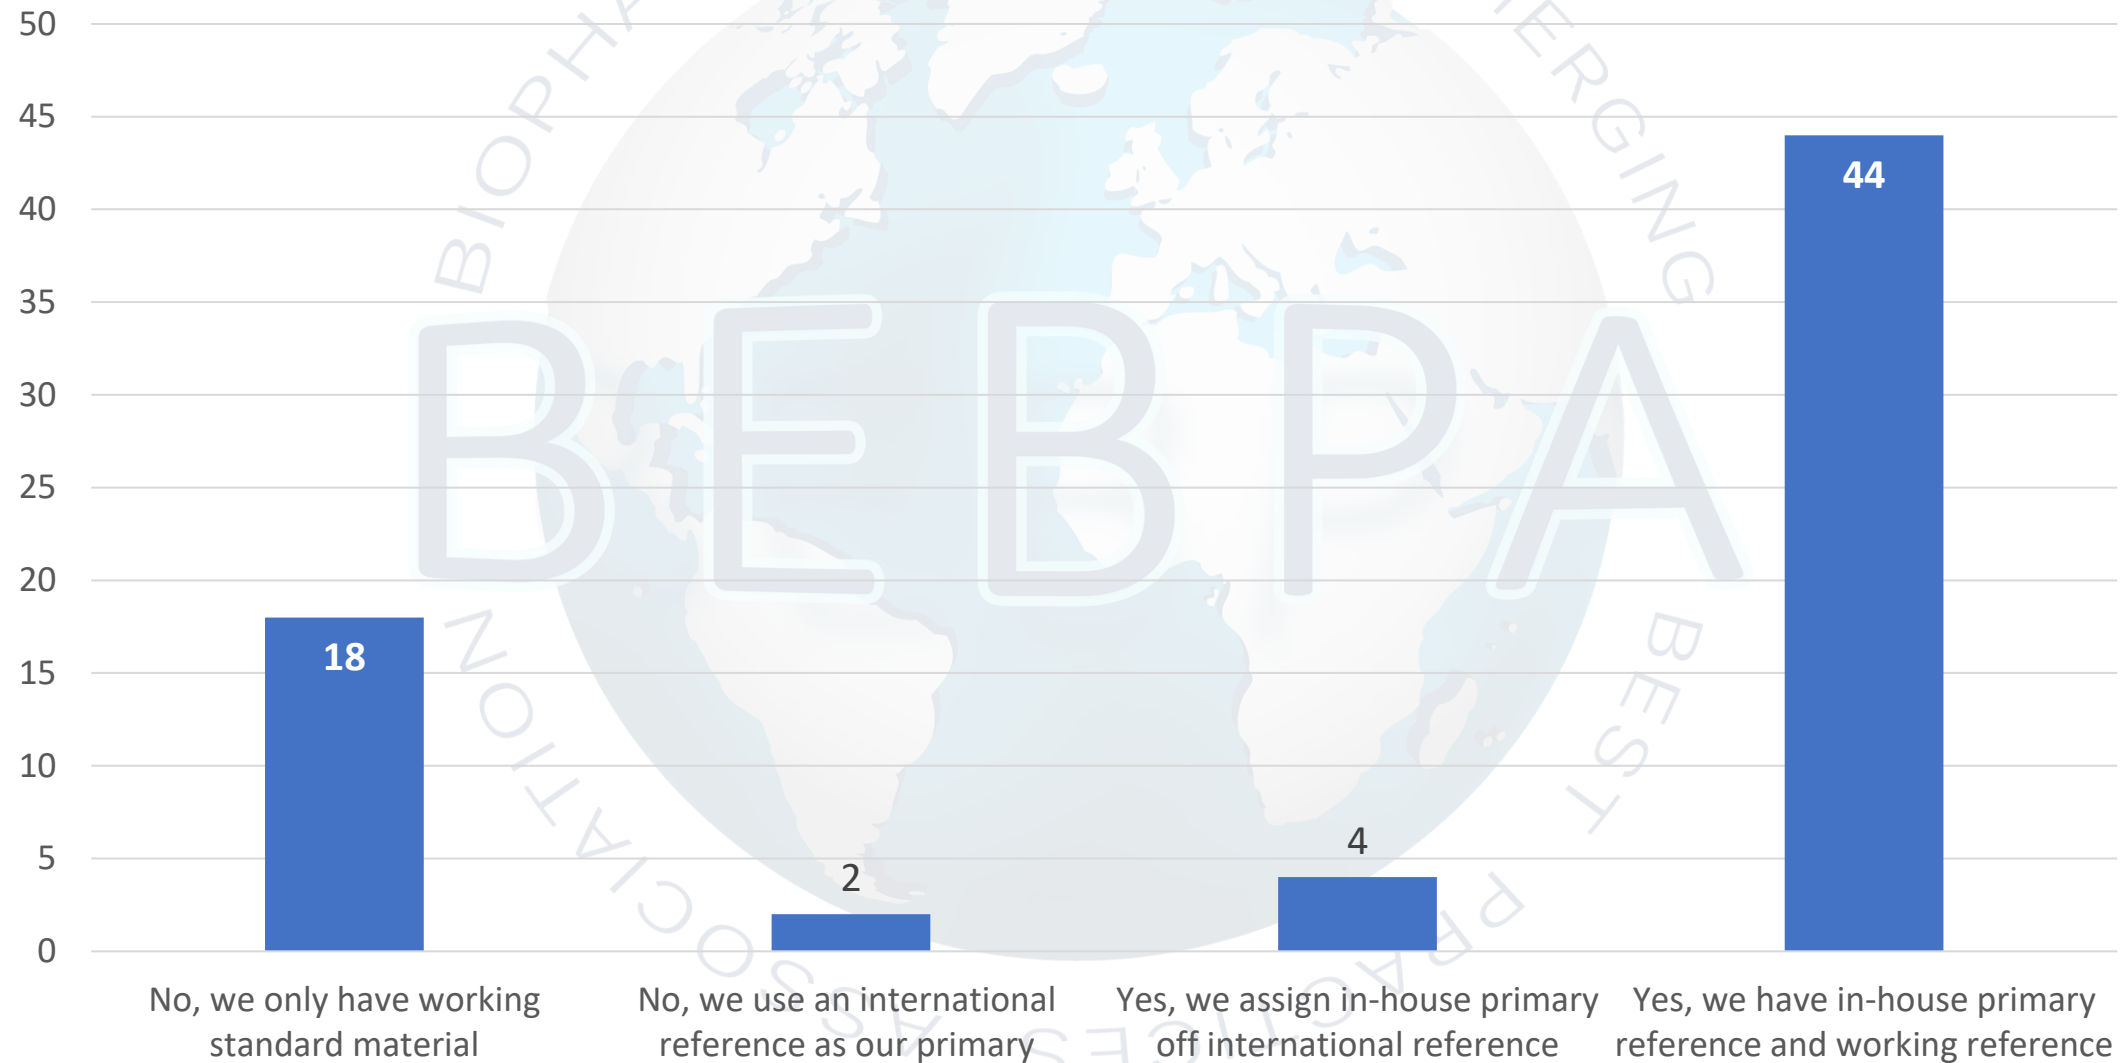 50
45
40
35
30
25
20
15
10
5
0
18
2
4
44
No, we only have working
standard material
No, we use an international
reference as our primary
Yes, we assign in-house primary
off international reference
Yes, we have in-house primary
reference and working reference
BEBPA
EMERGING
BEST
PRACTICES
ASSOCIATION